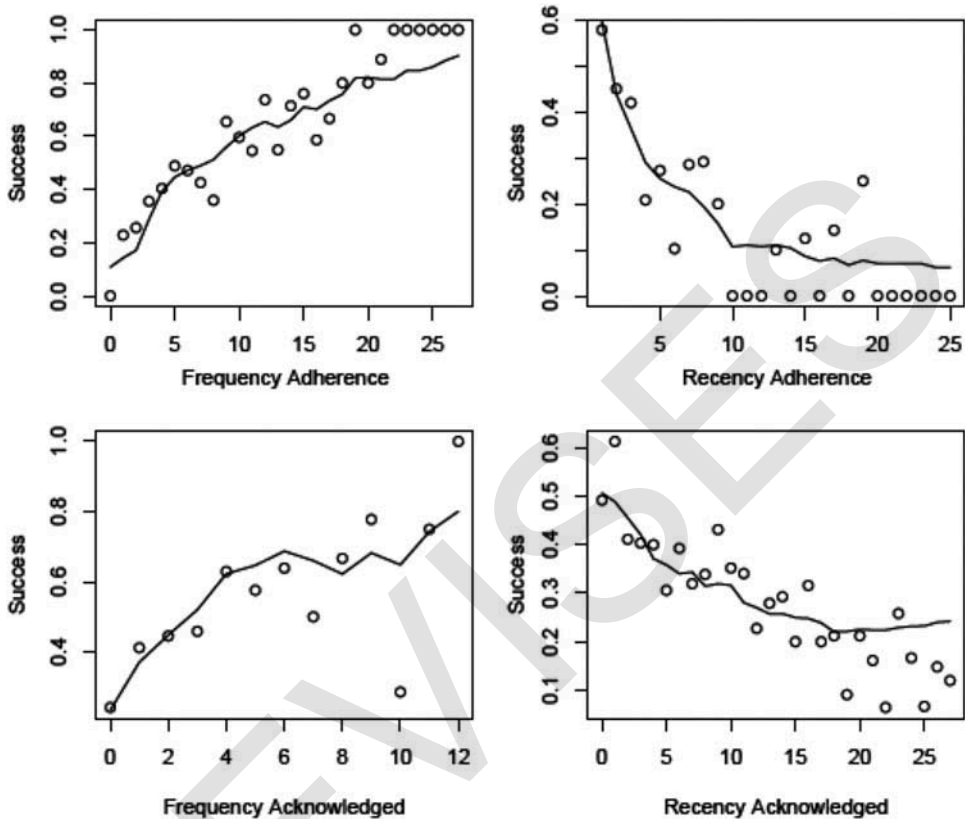 Success
1.0
0.8
0.6
0.4
0.2
0.0
0 5 10 15 20 25
Frequency Adherence
Success
0.6
0.4
0.2
0.0
5 10 15 20 25
Recency Adherence
Success
1.0
0.8
0.6
0.4
0 2 4 6 8 10 12
Frequency Acknowledged
Success
0.6
0.5
0.4
0.3
0.2
0.1
0 5 10 15 20 25
Recency Acknowledged
EVISES